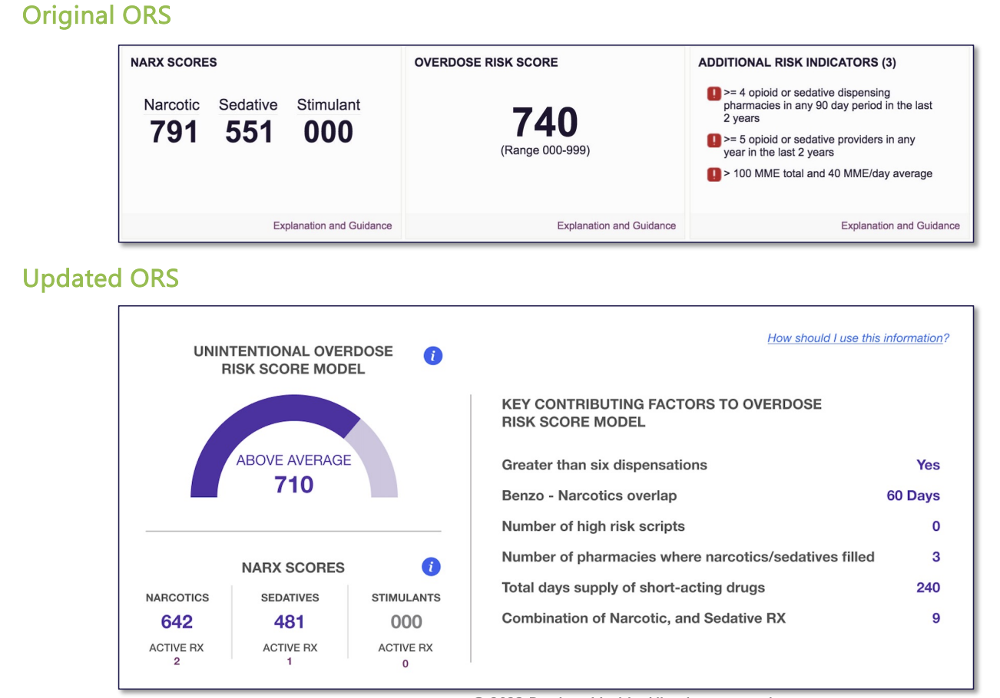 Original ORS
NARX SCORES
Narcotic Sedative Stimulant
791 551 000
Explanation and Guidance
OVERDOSE RISK SCORE
740
(Range 000-999)
Explanation and Guidance
ADDITIONAL RISK INDICATORS (3)
>= 4 opioid or sedative dispensing
pharmacies in any 90 day period in the last
2 years
>= 5 opioid or sedative providers in any
year in the last 2 years
> 100 MME total and 40 MME/day average
Explanation and Guidance
Updated ORS
How should I use this information?
UNINTENTIONAL OVERDOSE
RISK SCORE MODEL
ABOVE AVERAGE
710
NARX SCORES
NARCOTICS SEDATIVES STIMULANTS
642 481 000
ACTIVE RX ACTIVE RX ACTIVE RX
2 1 0
KEY CONTRIBUTING FACTORS TO OVERDOSE
RISK SCORE MODEL
Greater than six dispensations Yes
Benzo - Narcotics overlap 60 Days
Number of high risk scripts 0
Number of pharmacies where narcotics/sedatives filled 3
Total days supply of short-acting drugs 240
Combination of Narcotic, and Sedative RX 9